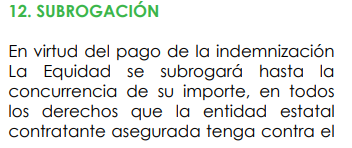 12. SUBROGACIÓN
En virtud del pago de la indemnización
La Equidad se subrogará hasta la
concurrencia de su importe, en todos
los derechos que la entidad estatal
contratante asegurada tenga contra el